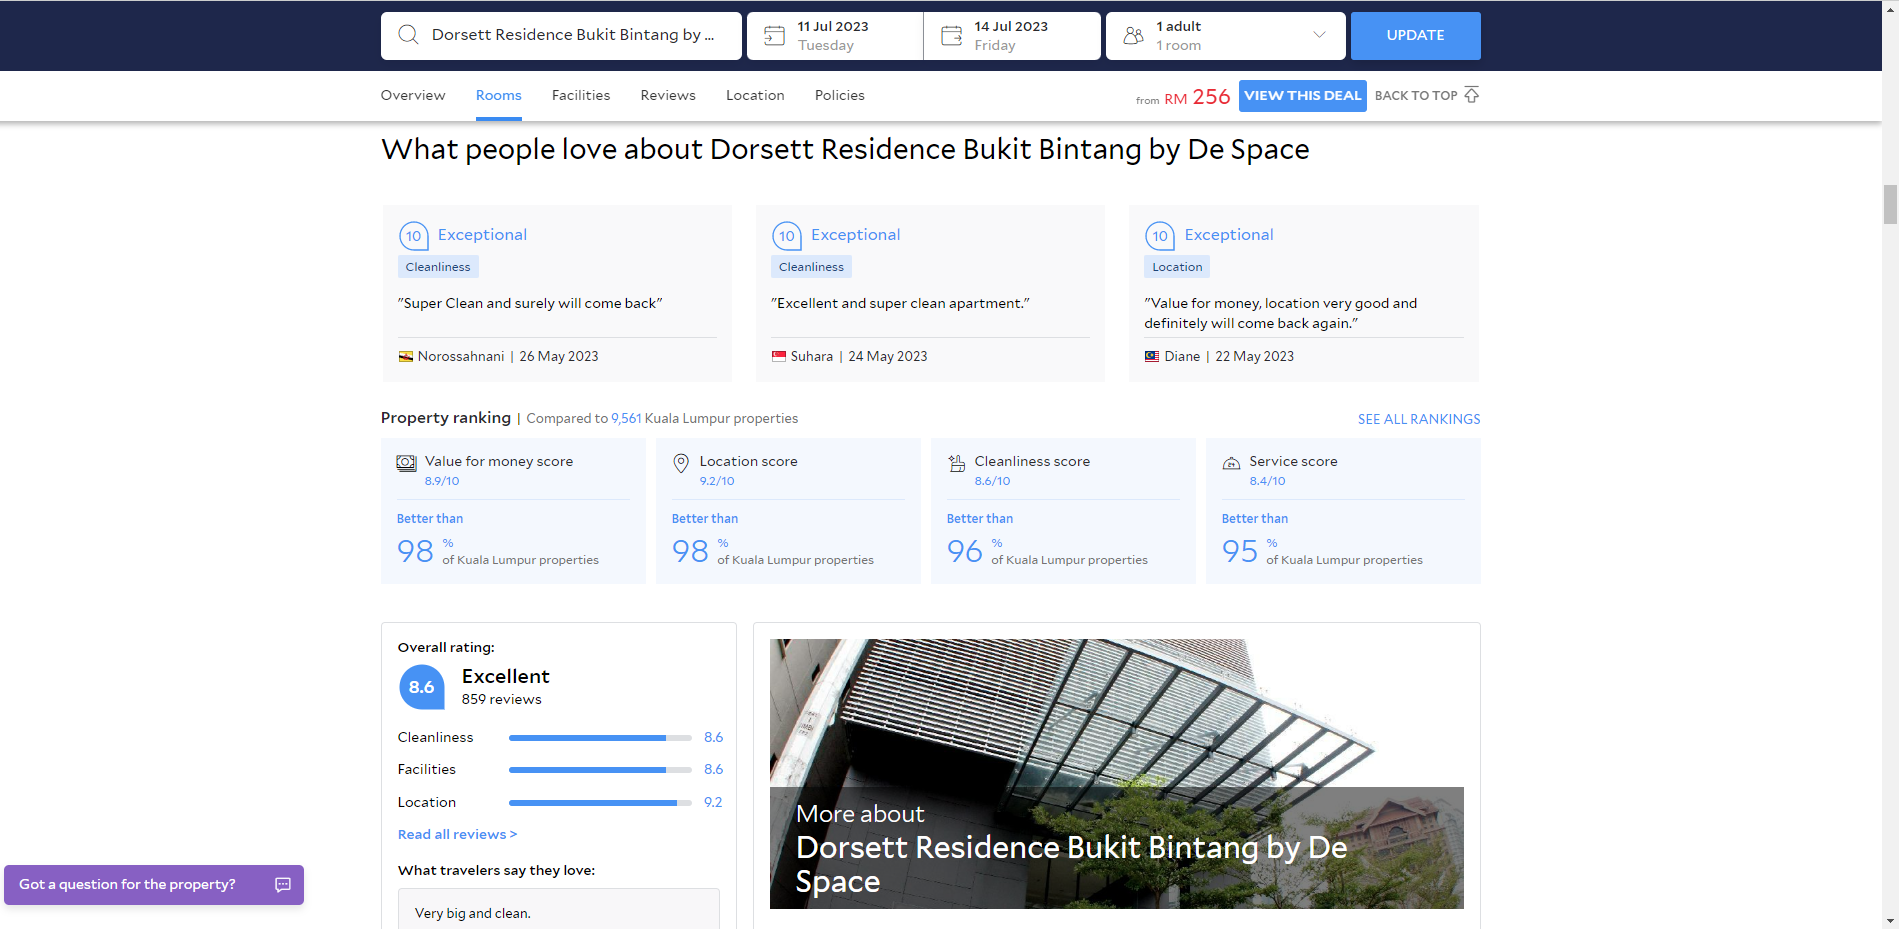 Dorsett Residence Bukit Bintang by ...
11 Jul 2023
Tuesday
14 Jul 2023
Friday
1 adult
1 room
UPDATE
Overview
Rooms
Facilities
Reviews
Location
Policies
from RM 256
VIEW THIS DEAL
BACK TO TOP
What people love about Dorsett Residence Bukit Bintang by De Space
10 Exceptional
Cleanliness
"Super Clean and surely will come back"
Norossahnani | 26 May 2023
10 Exceptional
Cleanliness
"Excellent and super clean apartment."
Suhara | 24 May 2023
10 Exceptional
Location
"Value for money, location very good and
definitely will come back again."
Diane | 22 May 2023
Property ranking | Compared to 9,561 Kuala Lumpur properties
SEE ALL RANKINGS
Value for money score
8.9/10
Better than
98 %
of Kuala Lumpur properties
Location score
9.2/10
Better than
98 %
of Kuala Lumpur properties
Cleanliness score
8.6/10
Better than
96 %
of Kuala Lumpur properties
Service score
8.4/10
Better than
95 %
of Kuala Lumpur properties
Overall rating:
8.6
Excellent
859 reviews
Cleanliness 8.6
Facilities 8.6
Location 9.2
Read all reviews >
What travelers say they love:
Very big and clean.
More about
Dorsett Residence Bukit Bintang by De
Space
Got a question for the property?